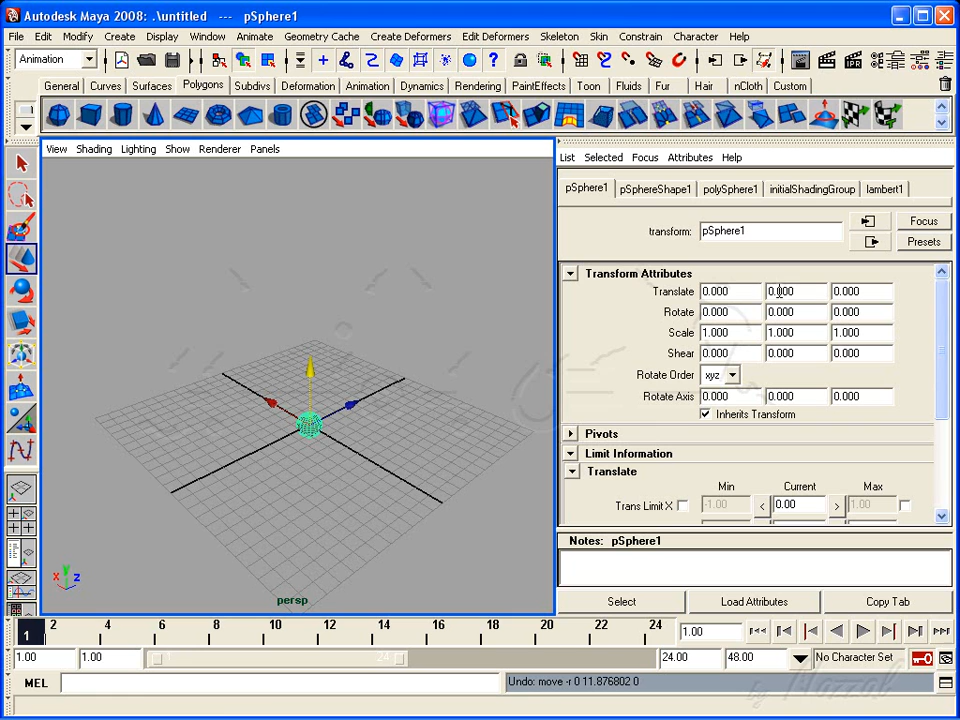 Autodesk Maya 2008: .\untitled --- pSphere1
File Edit Modify Create Display Window Animate Geometry Cache Create Deformers Edit Deformers Skeleton Skin Constrain Character Help
Animation
General Curves Surfaces Polygons Subdivs Deformation Animation Dynamics Rendering PaintEffects Toon Fluids Fur Hair nCloth Custom
View Shading Lighting Show Renderer Panels
List Selected Focus Attributes Help
pSphere1 pSphereShape1 polySphere1 initialShadingGroup lambert1
transform: pSphere1
Focus
Presets
Transform Attributes
Translate 0.000 0.000 0.000
Rotate 0.000 0.000 0.000
Scale 1.000 1.000 1.000
Shear 0.000 0.000 0.000
Rotate Order xyz
Rotate Axis 0.000 0.000 0.000
Inherits Transform
Pivots
Limit Information
Translate
Min Current Max
Trans Limit X -1.00 < 0.00 > 1.00
Notes: pSphere1
Select Load Attributes Copy Tab
x y z
persp
1 2 4 6 8 10 12 14 16 18 20 22 24
1.00
1.00 1.00 24 24.00 48.00 No Character Set
MEL
Undo: move -r 0 11.876802 0
by